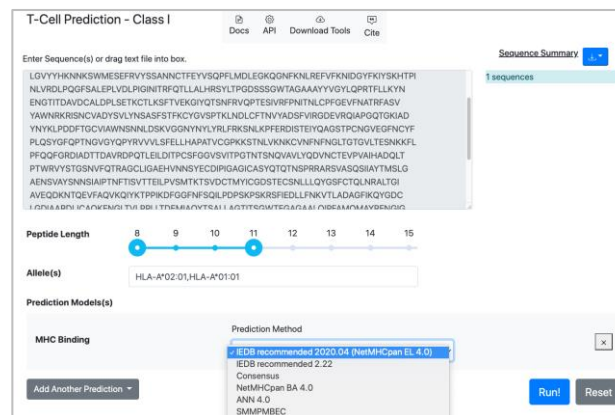 T-Cell Prediction - Class I
Docs API Download Tools Cite
Enter Sequence(s) or drag text file into box.
Sequence Summary
1 sequences
LGVYYHKNNKSWMESEFRVYSSANNCTFEYVSQPFLMDLEGKQGNFKNLREFVFKNIDGYFKIYSKHTPI
NLVRDLPQGFSALEPLVDLPIGINITRFQTLLALHRSYLTPGDSSSGWTAGAAAYYVGYLQPRTFLLKYN
ENGTITDAVDCALDPLSETKCTLKSFTVEKGIYQTSNFRVQPTESIVRFPNITNLCPFGEVFNATRFASV
YAWNRKRISNCVADYSVLYNSASFSTFKCYGVSPTKLNDLCFTNVYADSFVIRGDEVRQIAPGQTGKIAD
YNYKLPDDFTGCVIAWNSNNLDSKVGGNYNYLYRLFRKSNLKPFERDISTEIYQAGSTPCNGVEGFNCYF
PLQSYGFQPTNGVGYQPYRVVVLSFELLHAPATVCGPKKSTNLVKNKCVNFNFNGLTGTGVLTESNKKFL
PFQQFGRDIADTTDAVRDPQTLEILDITPCSFGGVSVITPGTNTSNQVAVLYQDVNCTEVPVAIHADQLT
PTWRVYSTGSNVFQTRAGCLIGAEHVNNSYECDIPIGAGICASYQTQTNSPRRARSVASQSIIAYTMSLG
AENSVAYSNNSIAIPTNFTISVTTEILPVSMTKTSVDCTMYICGDSTECSNLLLQYGSFCTQLNRALTGI
AVEQDKNTQEVFAQVKQIYKTPPIKDFGGFNFSQILPDPSKPSKRSFIEDLLFNKVTLADAGFIKQYGDC
LGDIAARDLICAQKFNGLTVLPPLLTDEMIAQYTSALLAGTITSGWTFGAGAALQIPFAMQMAYRFNGIG
Peptide Length
8 9 10 11 12 13 14 15
Allele(s)
HLA-A*02:01,HLA-A*01:01
Prediction Models(s)
Prediction Method
MHC Binding
✓ IEDB recommended 2020.04 (NetMHCpan EL 4.0)
IEDB recommended 2.22
Consensus
NetMHCpan BA 4.0
ANN 4.0
SMMPMBEC
x
Add Another Prediction
Run! Reset